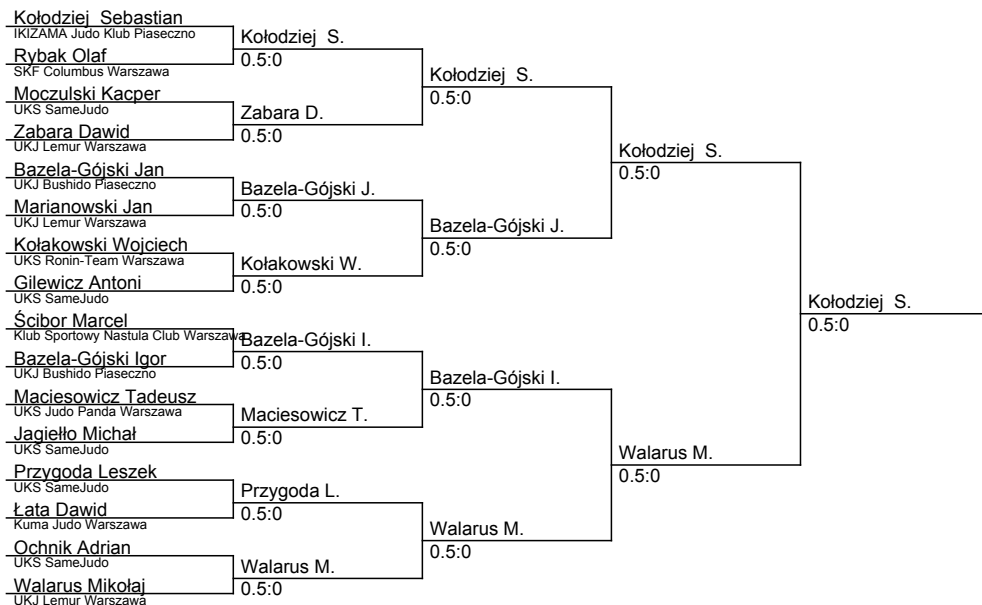 Kołodziej  Sebastian
IKIZAMA Judo Klub Piaseczno
Rybak Olaf
SKF Columbus Warszawa
Moczulski Kacper
UKS SameJudo
Zabara Dawid
UKJ Lemur Warszawa
Bazela-Gójski Jan
UKJ Bushido Piaseczno
Marianowski Jan
UKJ Lemur Warszawa
Kołakowski Wojciech
UKS Ronin-Team Warszawa
Gilewicz Antoni
UKS SameJudo
Ścibor Marcel
Klub Sportowy Nastula Club Warszawa
Bazela-Gójski Igor
UKJ Bushido Piaseczno
Maciesowicz Tadeusz
UKS Judo Panda Warszawa
Jagiełło Michał
UKS SameJudo
Przygoda Leszek
UKS SameJudo
Łata Dawid
Kuma Judo Warszawa
Ochnik Adrian
UKS SameJudo
Walarus Mikołaj
UKJ Lemur Warszawa
Kołodziej  S.
0.5:0
Zabara D.
0.5:0
Bazela-Gójski J.
0.5:0
Kołakowski W.
0.5:0
Bazela-Gójski I.
0.5:0
Maciesowicz T.
0.5:0
Przygoda L.
0.5:0
Walarus M.
0.5:0
Kołodziej  S.
0.5:0
Bazela-Gójski J.
0.5:0
Bazela-Gójski I.
0.5:0
Walarus M.
0.5:0
Kołodziej  S.
0.5:0
Walarus M.
0.5:0
Kołodziej  S.
0.5:0